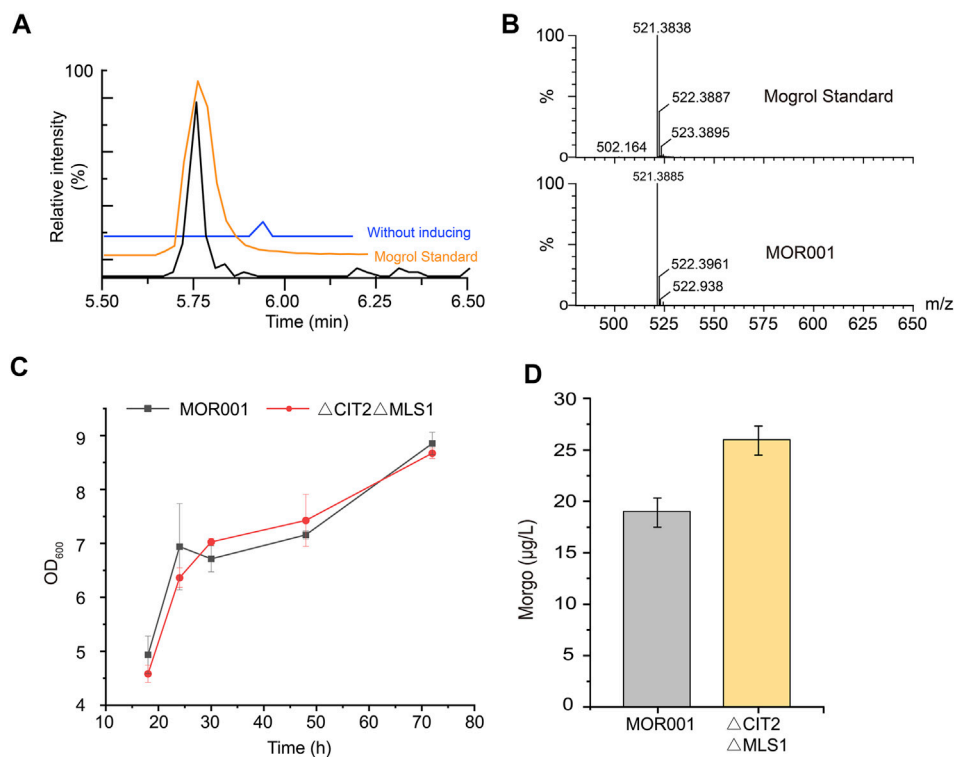 A
100
Relative intensity
(%)
Without inducing
Mogrol Standard
5.50
5.75
6.00
6.25
6.50
Time (min)
B
100
%
0
521.3838
522.3887
523.3895
502.164
Mogrol Standard
100
%
0
521.3885
522.3961
522.938
MOR001
500
525
550
575
600
625
650
m/z
C
MOR001
△CIT2△MLS1
9
8
7
6
5
4
OD600
10
20
30
40
50
60
70
80
Time (h)
D
30
25
20
15
10
5
0
Morgo (μg/L)
MOR001
△CIT2
△MLS1